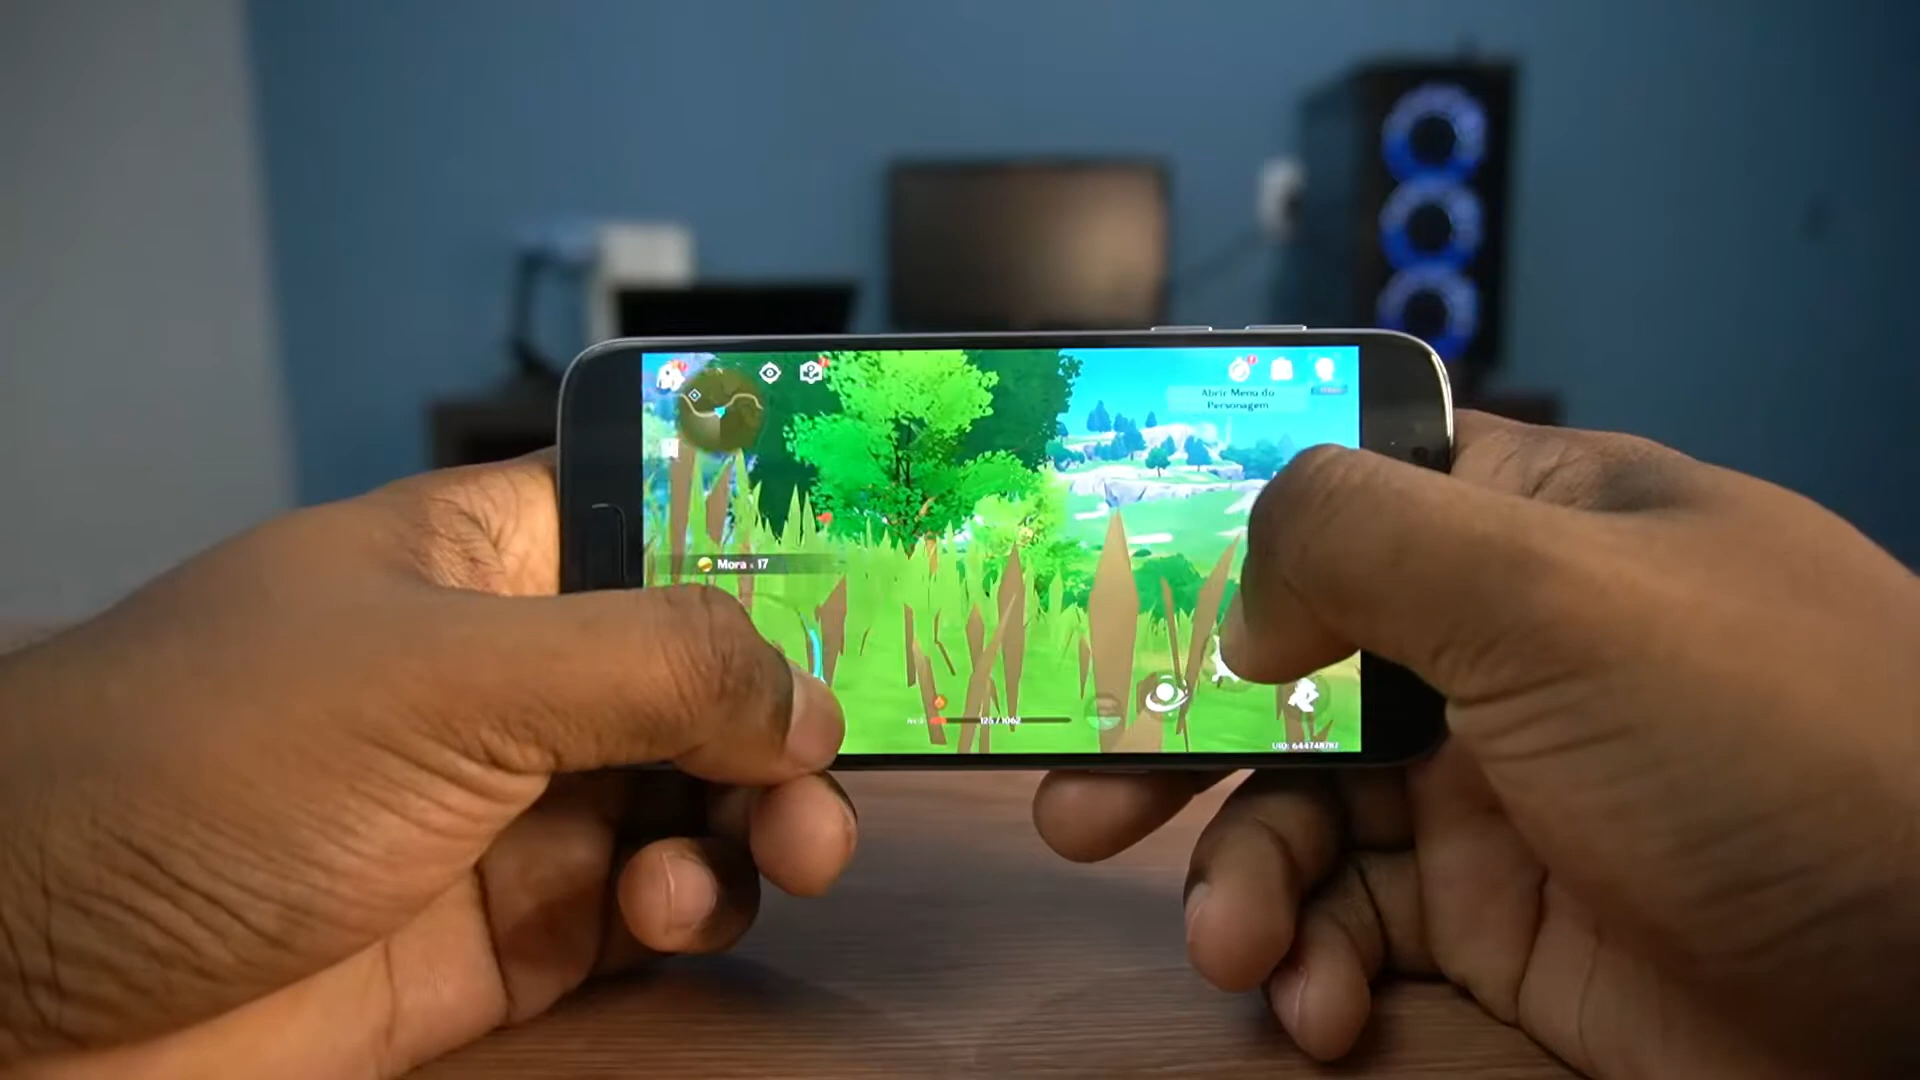 Abrir Menu do
Personagem
Mora × 17
125 / 1062
UID: 644748787